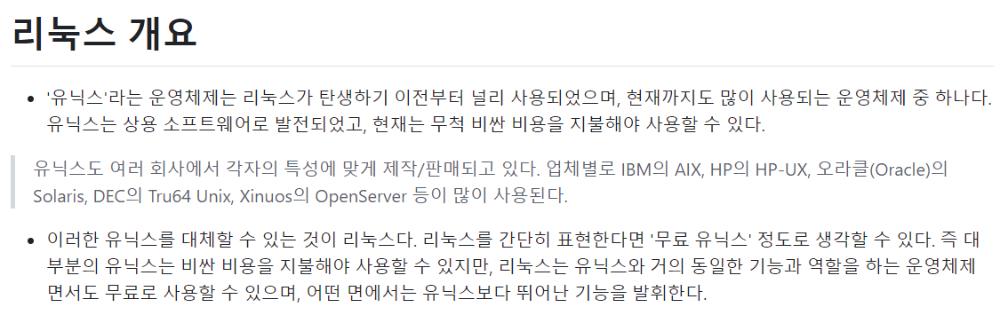 리눅스 개요
'유닉스'라는 운영체제는 리눅스가 탄생하기 이전부터 널리 사용되었으며, 현재까지도 많이 사용되는 운영체제 중 하나다.
유닉스는 상용 소프트웨어로 발전되었고, 현재는 무척 비싼 비용을 지불해야 사용할 수 있다.
유닉스도 여러 회사에서 각자의 특성에 맞게 제작/판매되고 있다. 업체별로 IBM의 AIX, HP의 HP-UX, 오라클(Oracle)의
Solaris, DEC의 Tru64 Unix, Xinuos의 OpenServer 등이 많이 사용된다.
이러한 유닉스를 대체할 수 있는 것이 리눅스다. 리눅스를 간단히 표현한다면 '무료 유닉스' 정도로 생각할 수 있다. 즉 대
부분의 유닉스는 비싼 비용을 지불해야 사용할 수 있지만, 리눅스는 유닉스와 거의 동일한 기능과 역할을 하는 운영체제
면서도 무료로 사용할 수 있으며, 어떤 면에서는 유닉스보다 뛰어난 기능을 발휘한다.